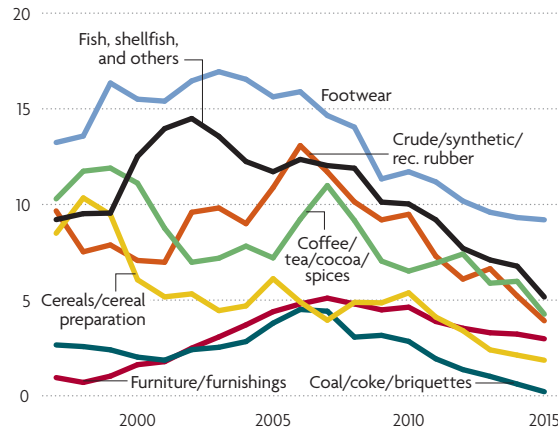 20
Fish, shellfish,
and others
Footwear
15
Crude/synthetic/
rec. rubber
10
Coffee/
tea/cocoa/
spices
Cereals/cereal
preparation
5
Furniture/furnishings
Coal/coke/briquettes
0
2000
2005
2010
2015